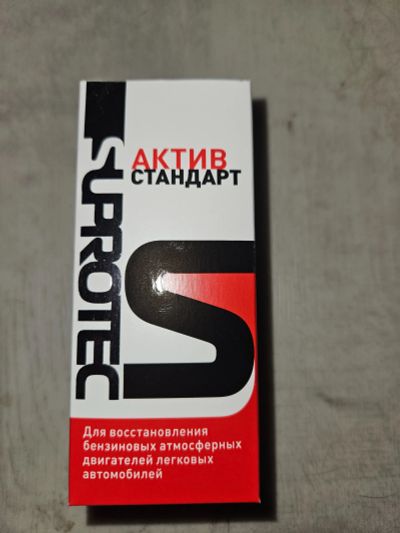 SUPROTEC
АКТИВ
СТАНДАРТ
S
Для восстановления
бензиновых атмосферных
двигателей легковых
автомобилей